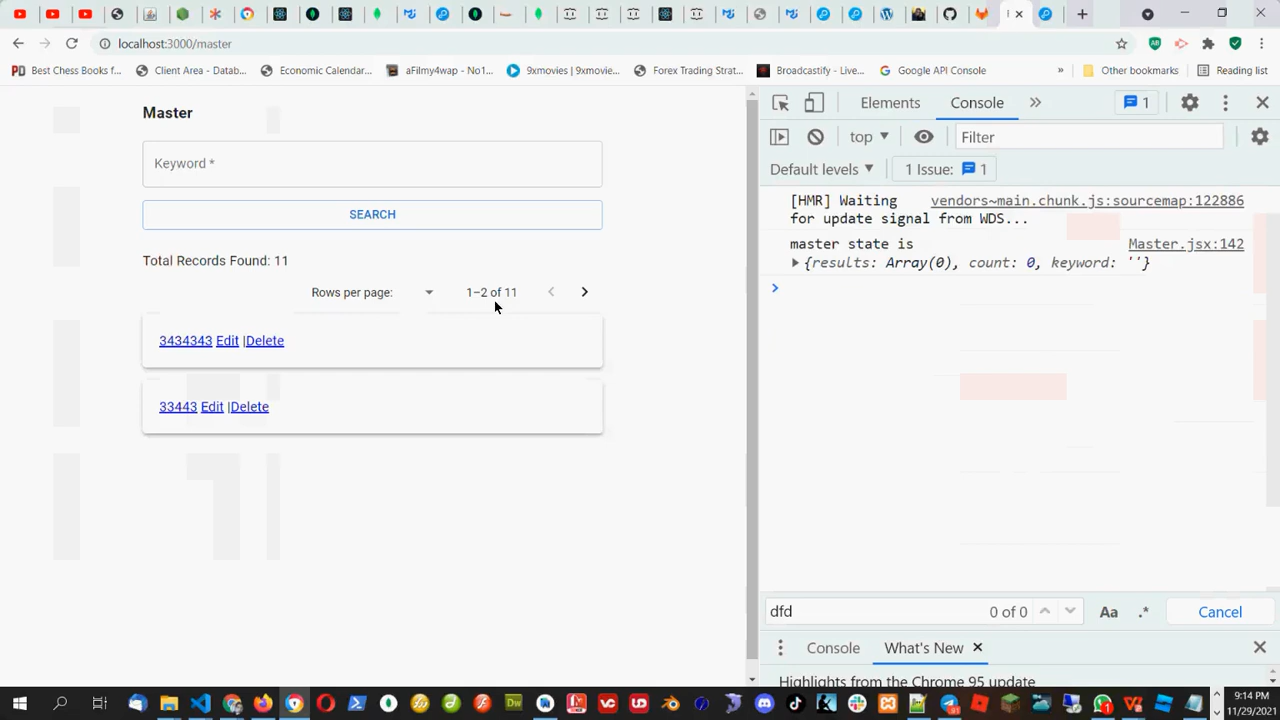 localhost:3000/master
Best Chess Books f...
Client Area - Datab...
Economic Calendar...
aFilmy4wap - No1...
9xmovies | 9xmovie...
Forex Trading Strat...
Broadcastify - Live...
Google API Console
»
Other bookmarks
Reading list
Master
Keyword *
SEARCH
Total Records Found: 11
Rows per page:
1–2 of 11
3434343 Edit |Delete
33443 Edit |Delete
Elements
Console
»
1
top
Filter
Default levels
1 Issue: 1
[HMR] Waiting vendors~main.chunk.js:sourcemap:122886
for update signal from WDS...
master state is Master.jsx:142
{results: Array(0), count: 0, keyword: ''}
dfd
0 of 0
Aa
.*
Cancel
Console
What's New
Highlights from the Chrome 95 update
9:14 PM
11/29/2021